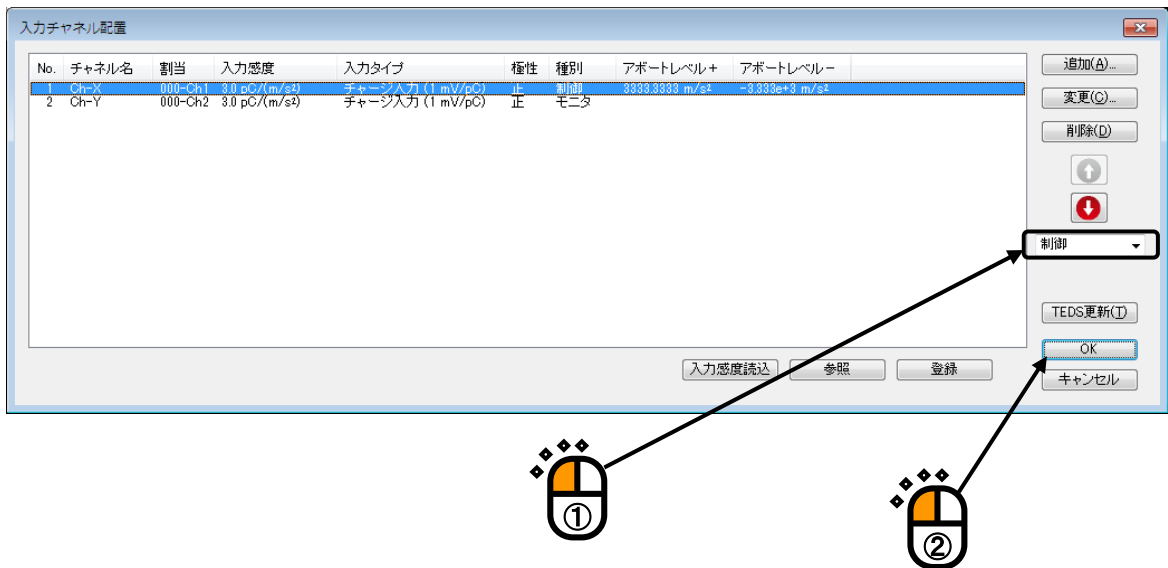 入力チャネル配置
No. チャネル名 割当 入力感度 入力タイプ 極性 種別 アボートレベル+ アボートレベル-
1 Ch-X 000-Ch1 3.0 pC/(m/s²) チャージ入力 (1 mV/pC) 正 制御 3333.3333 m/s² -3.333e+3 m/s²
2 Ch-Y 000-Ch2 3.0 pC/(m/s²) チャージ入力 (1 mV/pC) 正 モニタ
追加(A)...
変更(C)...
削除(D)
制御
TEDS更新(T)
OK
キャンセル
入力感度読込 参照 登録
①
②